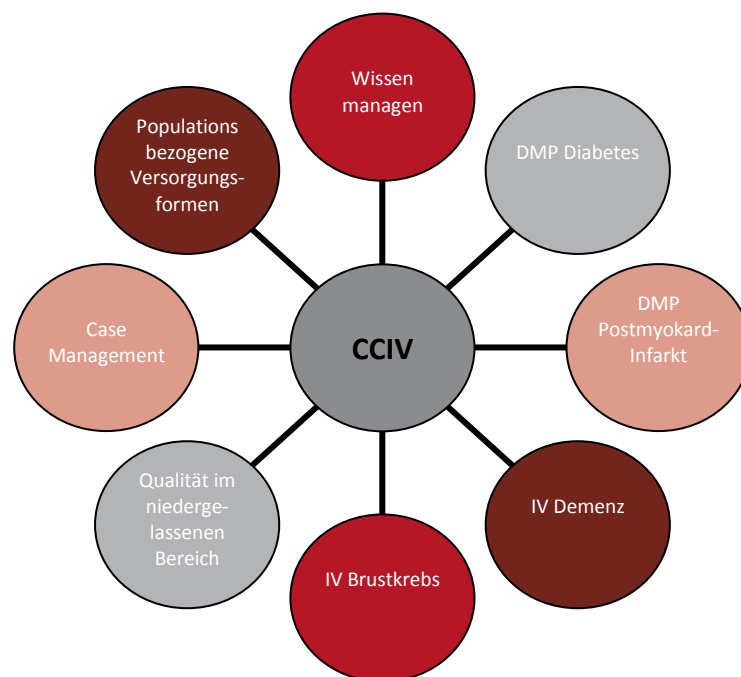 Wissen
managen
Populations
bezogene
Versorgungs-
formen
DMP Diabetes
Case
Management
CCIV
DMP
Postmyokard-
Infarkt
Qualität im
niederge-
lassenen
Bereich
IV Demenz
IV Brustkrebs